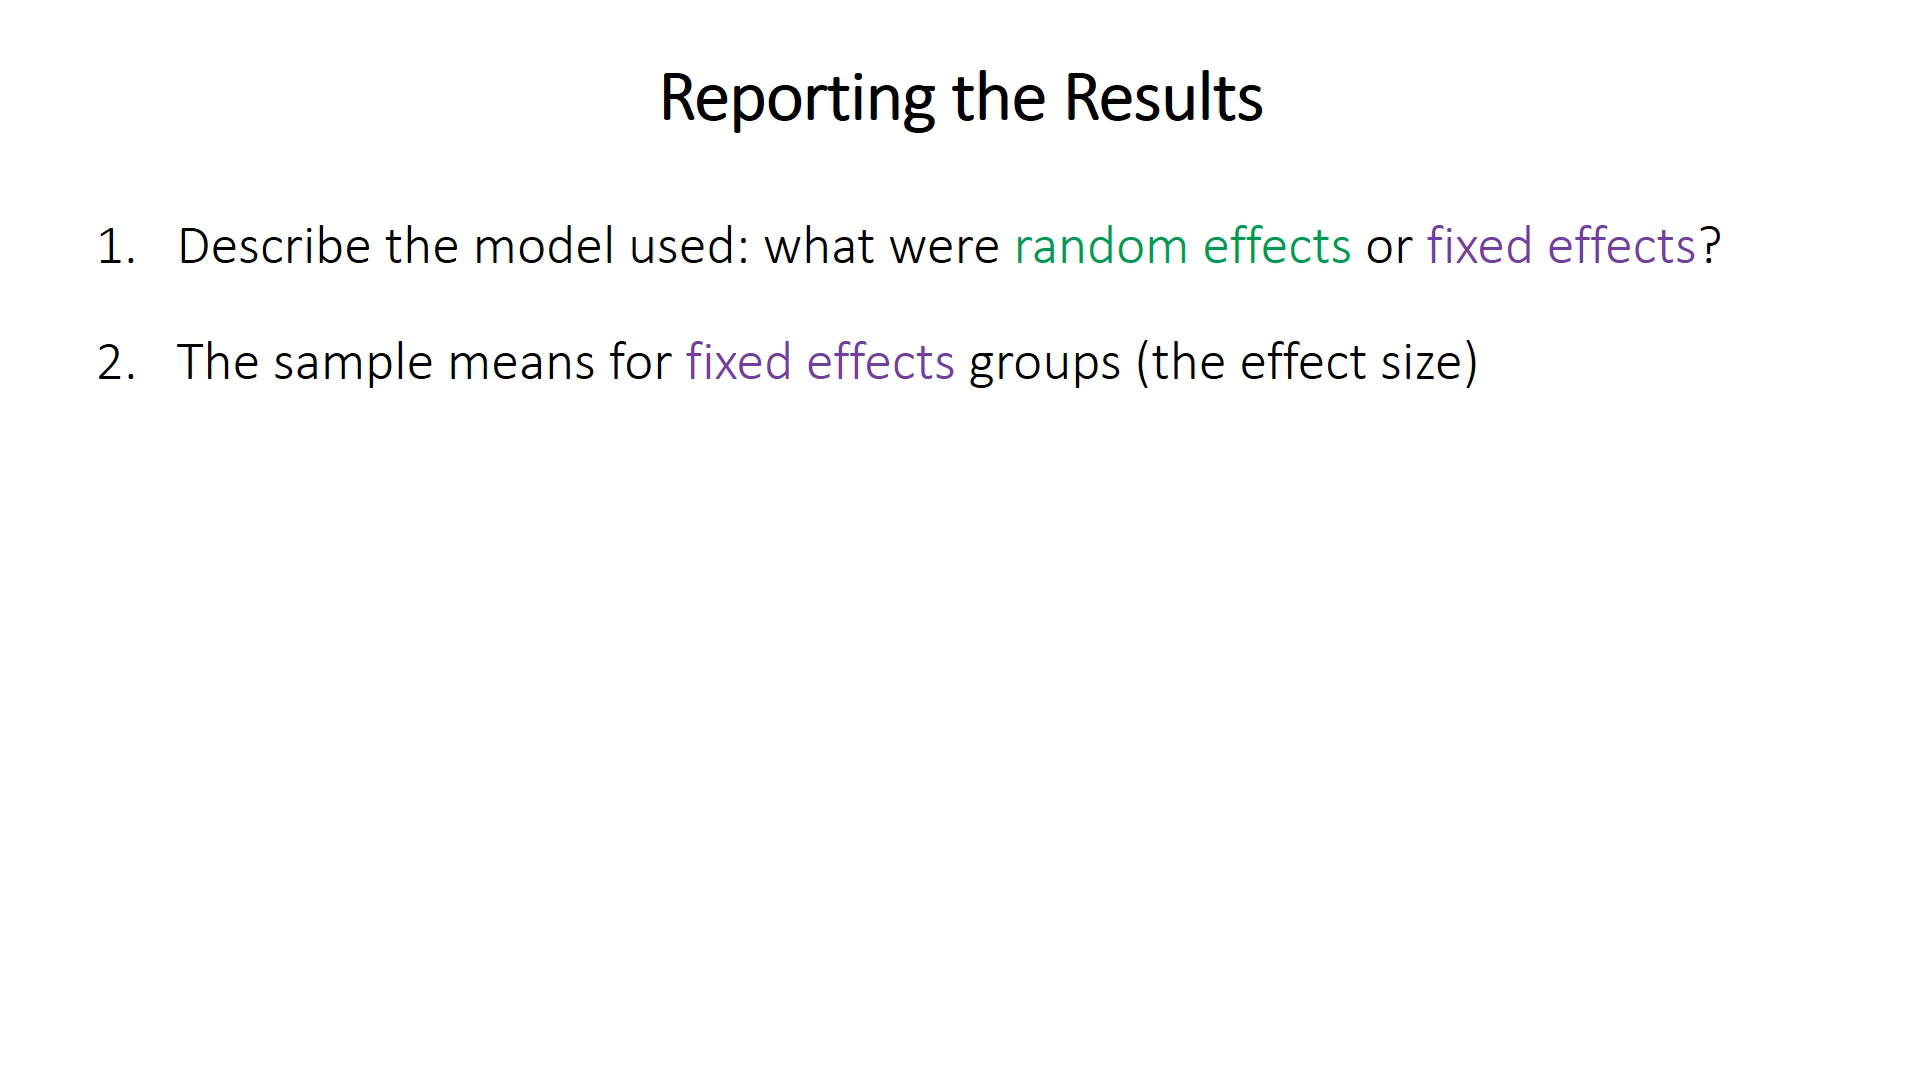 Reporting the Results
1. Describe the model used: what were random effects or fixed effects?
2. The sample means for fixed effects groups (the effect size)